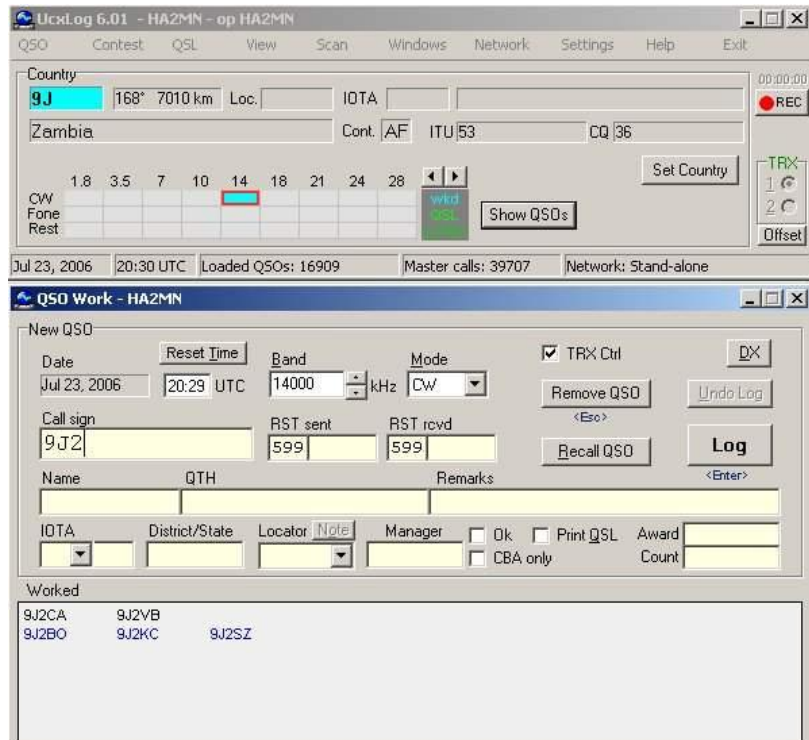 UcxLog 6.01 - HA2MN - op HA2MN
QSO Contest QSL View Scan Windows Network Settings Help Exit
Country
00:00:00
9J 168° 7010 km Loc. IOTA
REC
Zambia Cont. AF ITU 53 CQ 36
Set Country
TRX
1.8 3.5 7 10 14 18 21 24 28
1
CW wkd
Fone QSL Show QSOs
2
Rest
Offset
Jul 23, 2006 20:30 UTC Loaded QSOs: 16909 Master calls: 39707 Network: Stand-alone
QSO Work - HA2MN
New QSO
Date Reset Time Band Mode TRX Ctrl DX
Jul 23, 2006 20:29 UTC 14000 kHz CW Remove QSO Undo Log
<Esc>
Call sign RST sent RST rcvd
9J2 599 599 Recall QSO Log
<Enter>
Name QTH Remarks
IOTA District/State Locator Note Manager Ok Print QSL Award
CBA only Count
Worked
9J2CA 9J2VB
9J2BO 9J2KC 9J2SZ